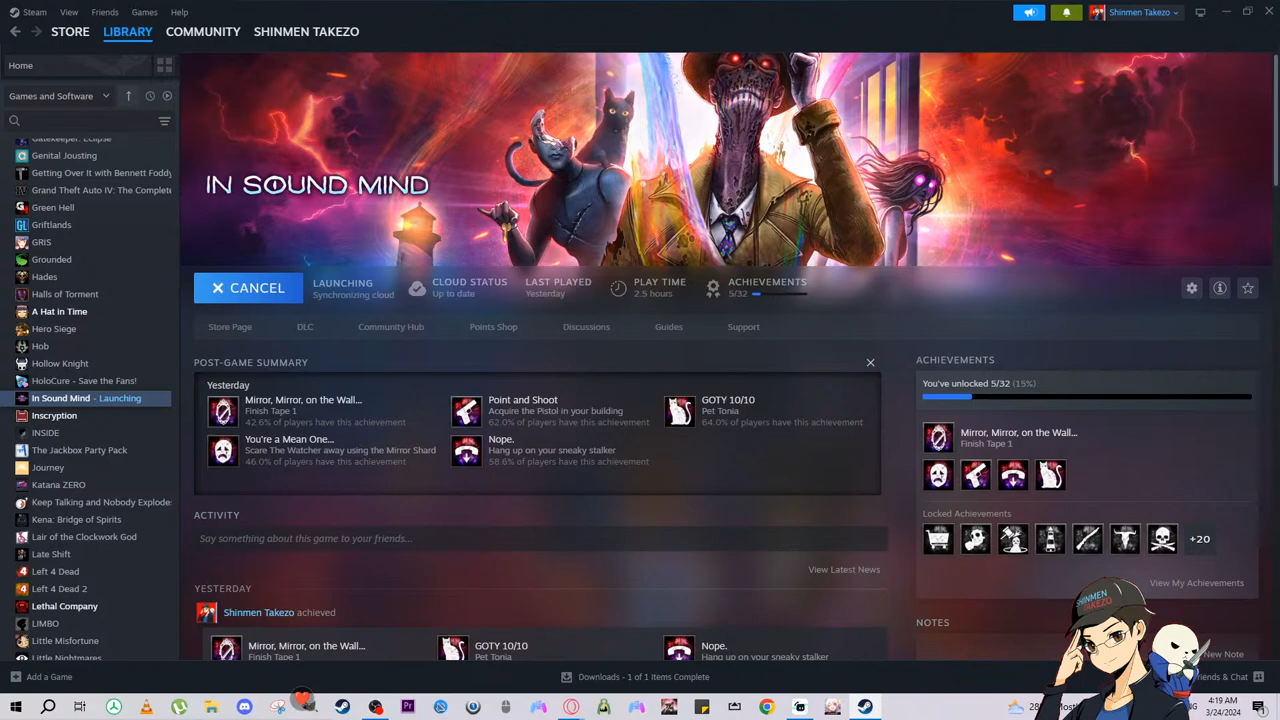 Steam View Friends Games Help
Shinmen Takezo
STORE LIBRARY COMMUNITY SHINMEN TAKEZO
Home
Games and Software
Gatekeeper: Eclipse
Genital Jousting
Getting Over It with Bennett Foddy
Grand Theft Auto IV: The Complete
Green Hell
Griftlands
GRIS
Grounded
Hades
Halls of Torment
A Hat in Time
Hero Siege
Hob
Hollow Knight
HoloCure - Save the Fans!
In Sound Mind - Launching
Inscryption
INSIDE
The Jackbox Party Pack
Journey
Katana ZERO
Keep Talking and Nobody Explodes
Kena: Bridge of Spirits
Lair of the Clockwork God
Late Shift
Left 4 Dead
Left 4 Dead 2
Lethal Company
LIMBO
Little Misfortune
Little Nightmares
Add a Game
IN SOUND MIND
CANCEL
LAUNCHING
Synchronizing cloud
CLOUD STATUS
Up to date
LAST PLAYED
Yesterday
PLAY TIME
2.5 hours
ACHIEVEMENTS
5/32
Store Page DLC Community Hub Points Shop Discussions Guides Support
POST-GAME SUMMARY
Yesterday
Mirror, Mirror, on the Wall...
Finish Tape 1
42.6% of players have this achievement
Point and Shoot
Acquire the Pistol in your building
62.0% of players have this achievement
GOTY 10/10
Pet Tonia
64.0% of players have this achievement
You're a Mean One...
Scare The Watcher away using the Mirror Shard
46.0% of players have this achievement
Nope.
Hang up on your sneaky stalker
58.6% of players have this achievement
ACTIVITY
Say something about this game to your friends...
View Latest News
YESTERDAY
Shinmen Takezo achieved
Mirror, Mirror, on the Wall...
Finish Tape 1
GOTY 10/10
Pet Tonia
Nope.
Hang up on your sneaky stalker
ACHIEVEMENTS
You've unlocked 5/32 (15%)
Mirror, Mirror, on the Wall...
Finish Tape 1
Locked Achievements
+20
View My Achievements
NOTES
New Note
SHINMEN
TAKEZO
Downloads - 1 of 1 Items Complete
Friends & Chat
Pr
28
4:19 AM
3/24/2024